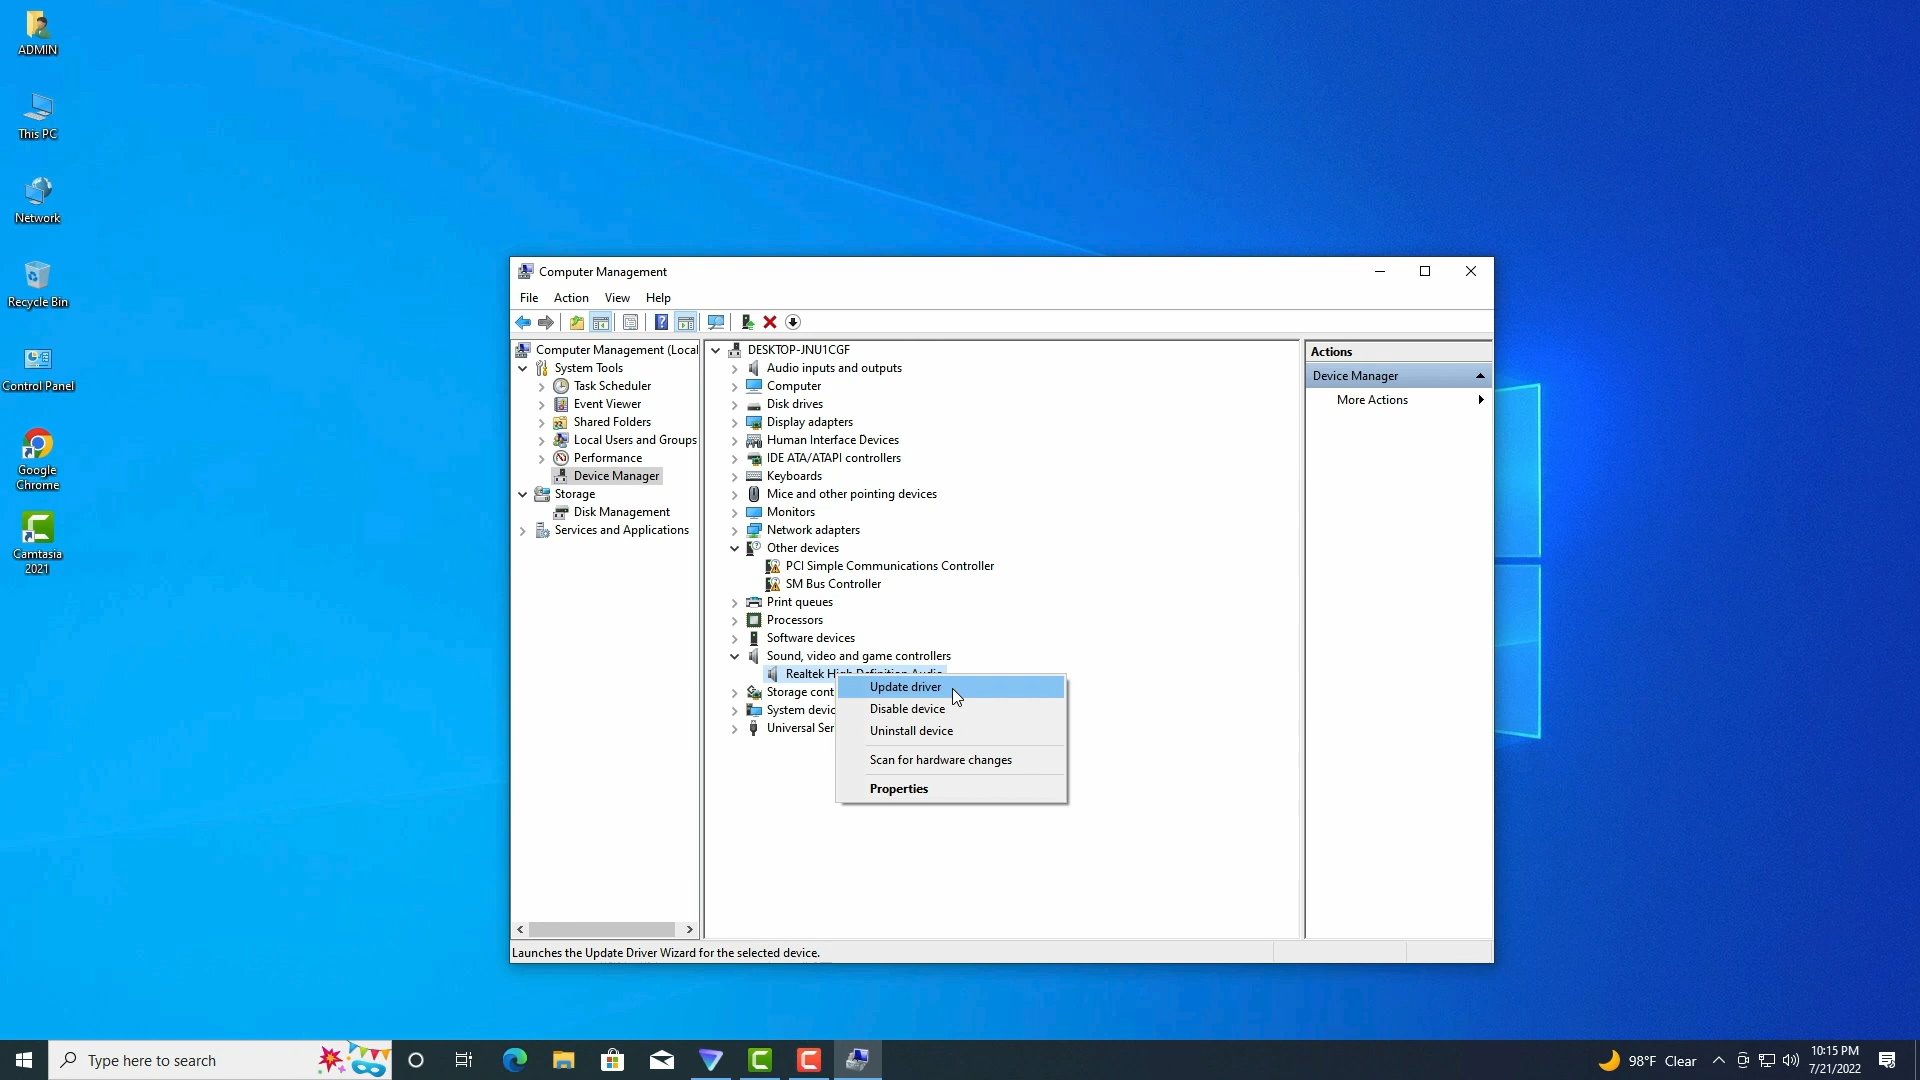 ADMIN
This PC
Network
Recycle Bin
Control Panel
Google
Chrome
Camtasia
2021
Computer Management
File Action View Help
Computer Management (Local
System Tools
Task Scheduler
Event Viewer
Shared Folders
Local Users and Groups
Performance
Device Manager
Storage
Disk Management
Services and Applications
DESKTOP-JNU1CGF
Audio inputs and outputs
Computer
Disk drives
Display adapters
Human Interface Devices
IDE ATA/ATAPI controllers
Keyboards
Mice and other pointing devices
Monitors
Network adapters
Other devices
PCI Simple Communications Controller
SM Bus Controller
Print queues
Processors
Software devices
Sound, video and game controllers
Realtek High Definition Audio
Storage cont
System devic
Universal Ser
Update driver
Disable device
Uninstall device
Scan for hardware changes
Properties
Actions
Device Manager
More Actions
Launches the Update Driver Wizard for the selected device.
Type here to search
98°F Clear
10:15 PM
7/21/2022